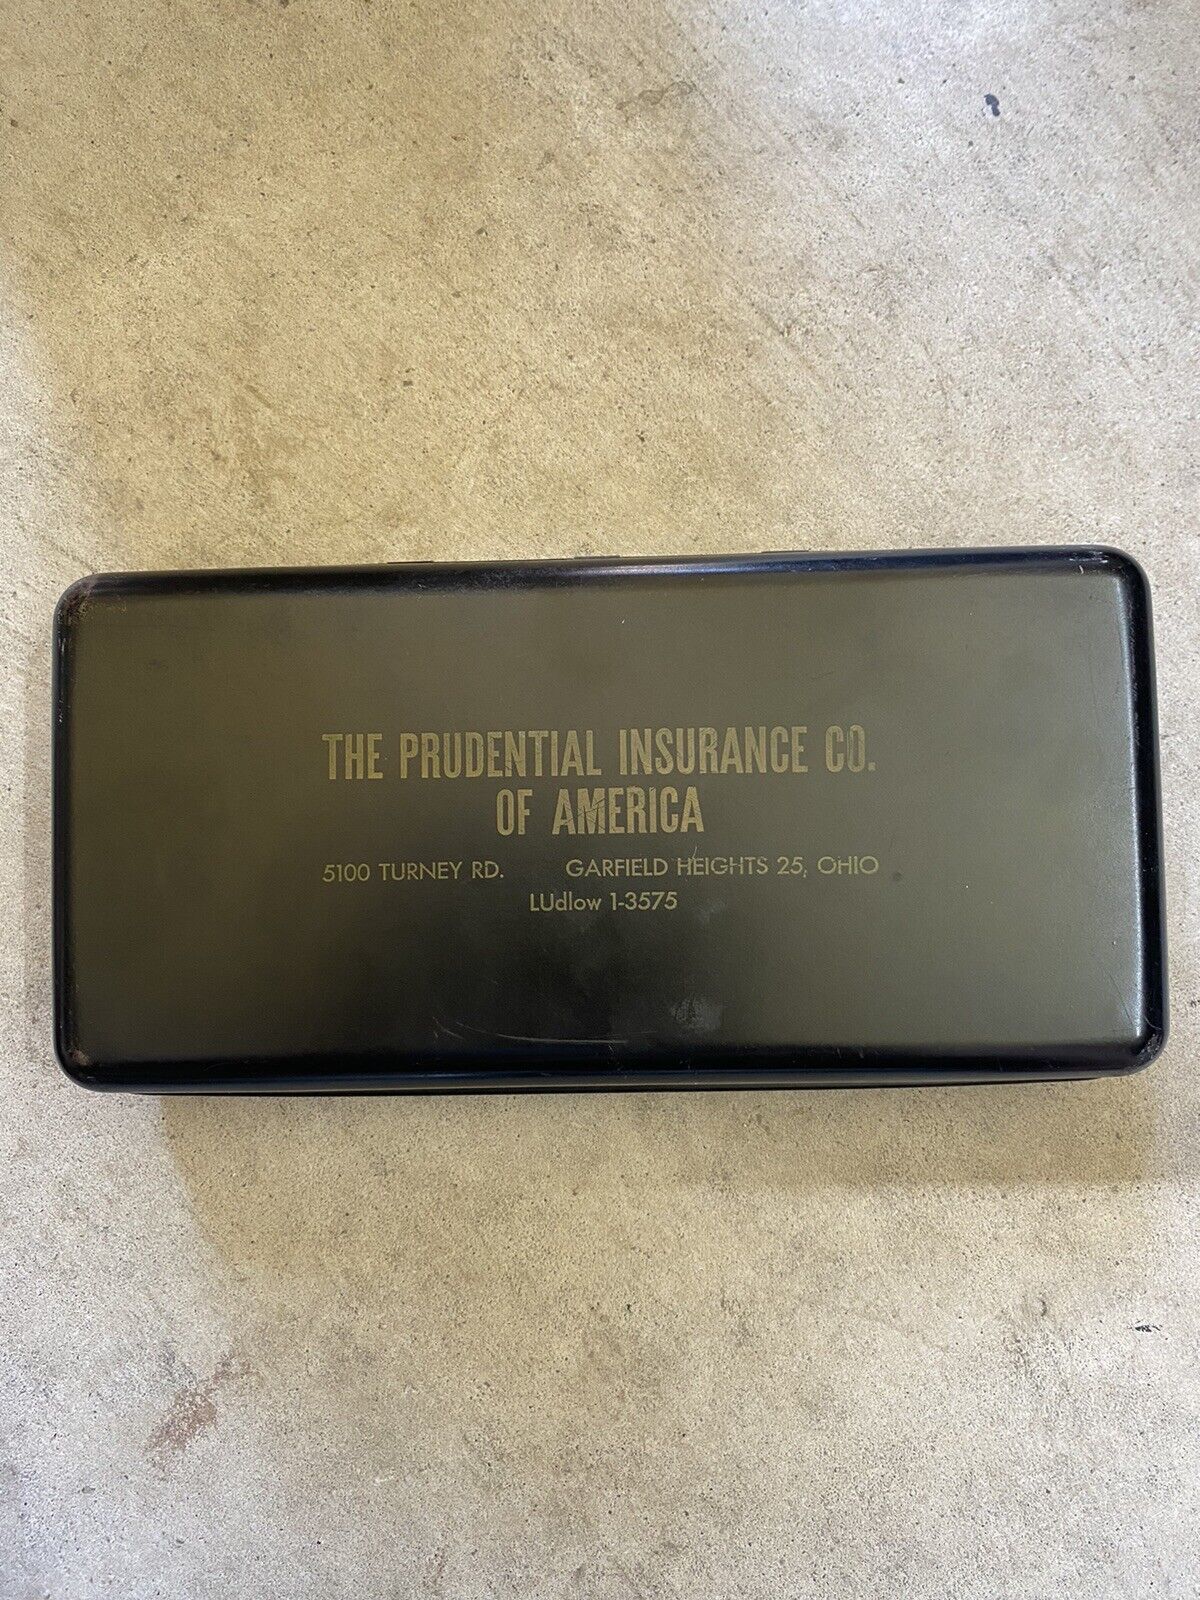 THE PRUDENTIAL INSURANCE CO.
OF AMERICA
5100 TURNEY RD. GARFIELD HEIGHTS 25, OHIO
LUdlow 1-3575